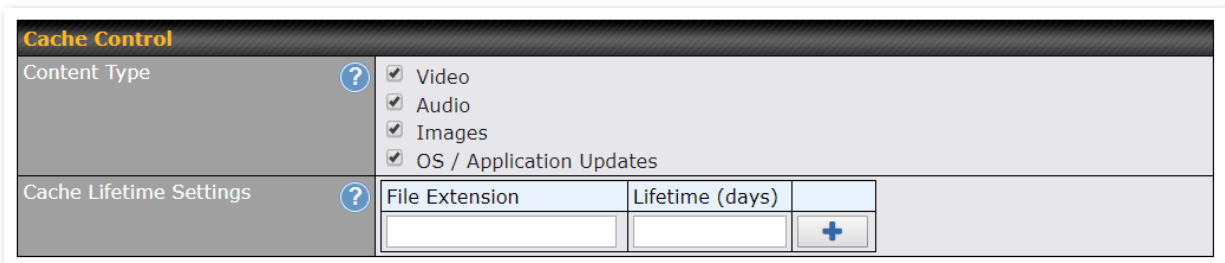 Cache Control
Content Type ?
Video
Audio
Images
OS / Application Updates
Cache Lifetime Settings ?
File Extension Lifetime (days)
+